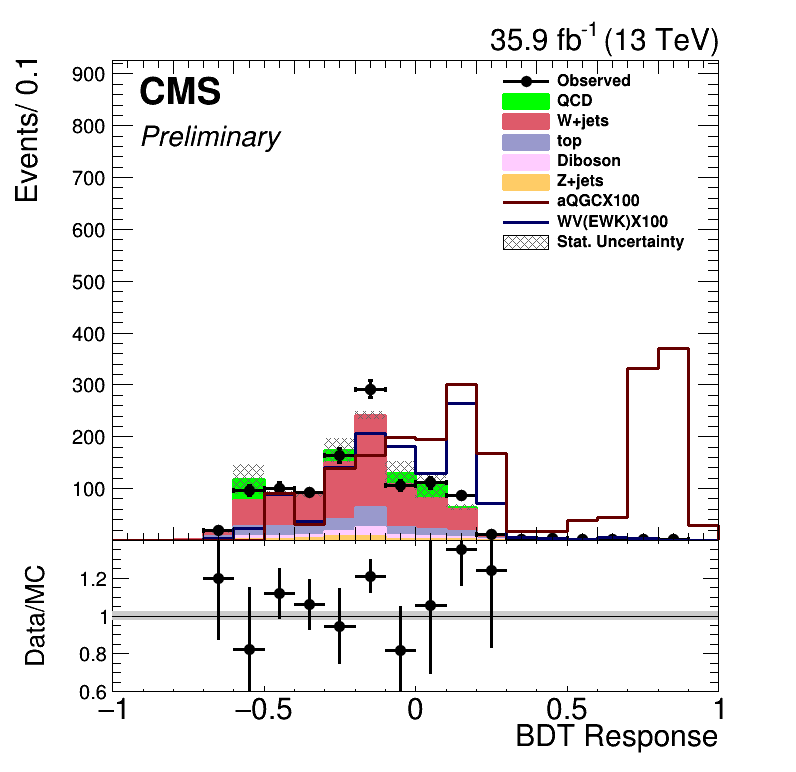 35.9 fb⁻¹ (13 TeV)
Events/ 0.1
900
800
700
600
500
400
300
200
100
CMS
Preliminary
Observed
QCD
W+jets
top
Diboson
Z+jets
aQGCX100
WV(EWK)X100
Stat. Uncertainty
Data/MC
1.2
1
0.8
0.6
−1
−0.5
0
0.5
1
BDT Response